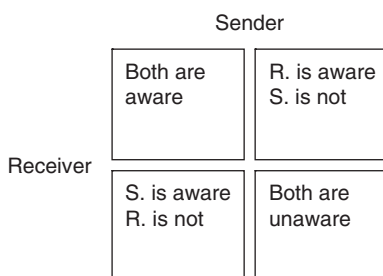 Sender
Both are
aware
R. is aware
S. is not
Receiver
S. is aware
R. is not
Both are
unaware